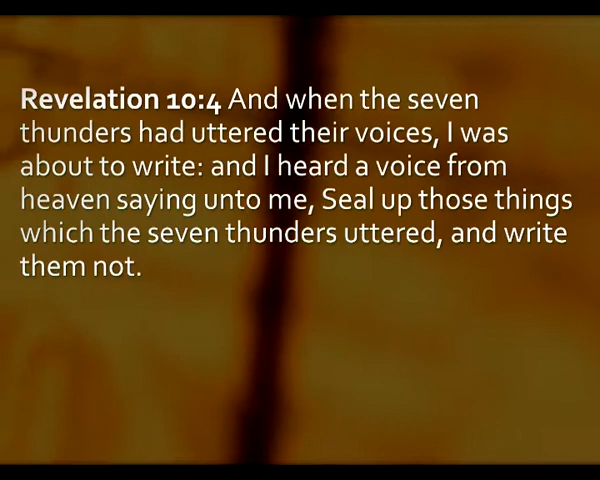 Revelation 10:4 And when the seven
thunders had uttered their voices, I was
about to write: and I heard a voice from
heaven saying unto me, Seal up those things
which the seven thunders uttered, and write
them not.